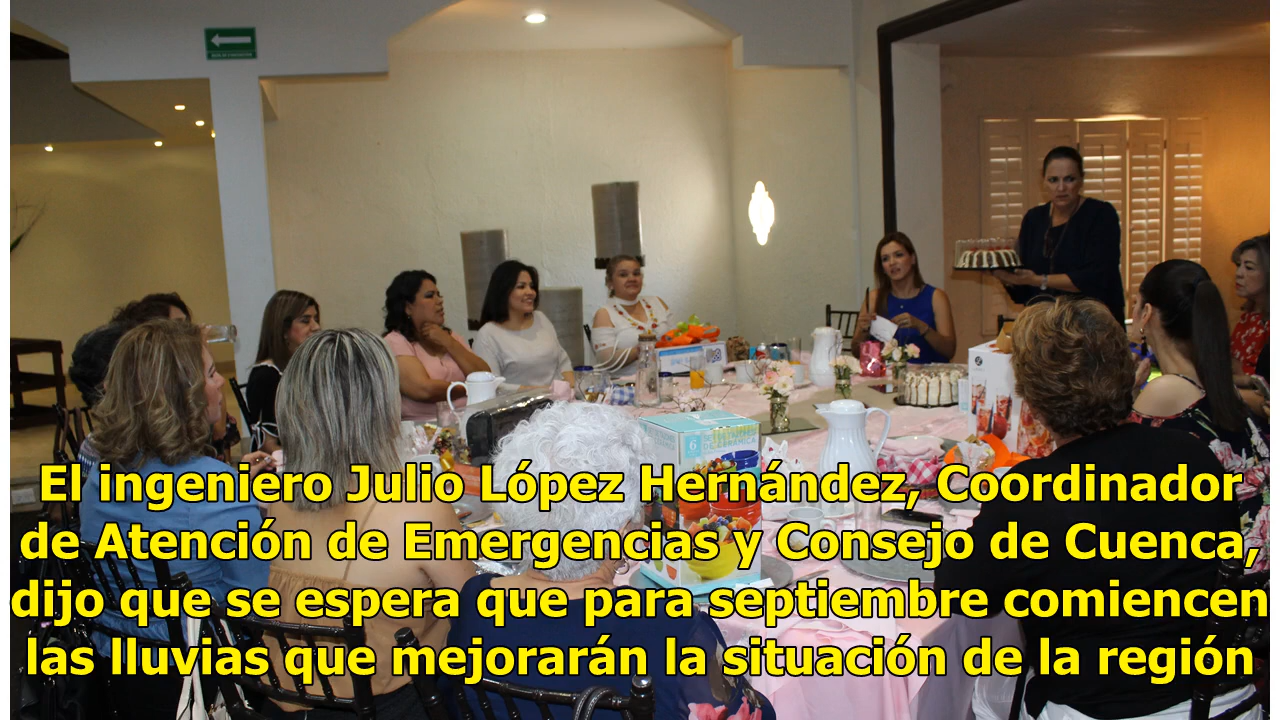 El ingeniero Julio López Hernández, Coordinador
de Atención de Emergencias y Consejo de Cuenca,
dijo que se espera que para septiembre comiencen
las lluvias que mejorarán la situación de la región